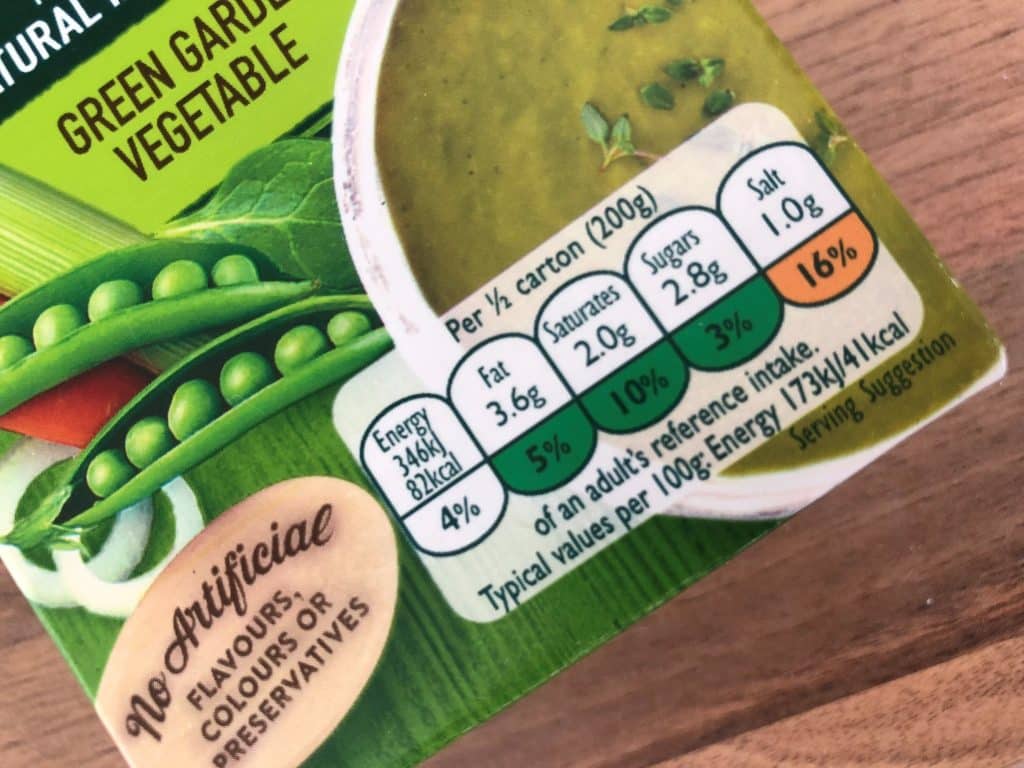 GREEN GARDE
VEGETABLE
Per ½ carton (200g)
Energy
346kJ
82kcal
4%
Fat
3.6g
5%
Saturates
2.0g
10%
Sugars
2.8g
3%
Salt
1.0g
16%
of an adult's reference intake.
Typical values per 100g: Energy 173kJ/41kcal
Serving Suggestion
No Artificial
FLAVOURS,
COLOURS OR
PRESERVATIVES